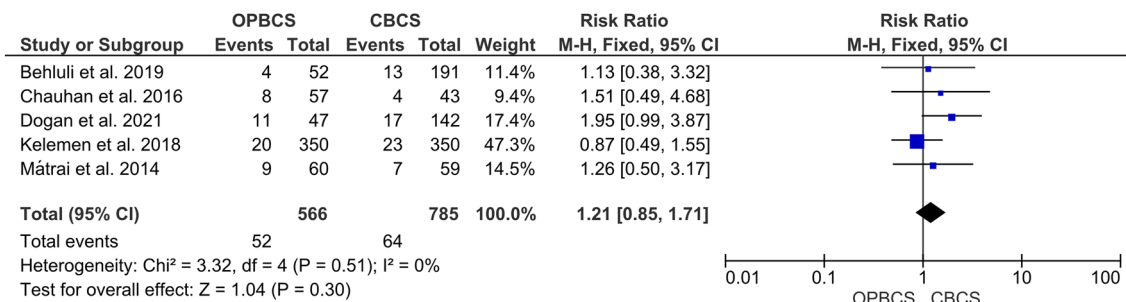 OPBCS CBCS Risk Ratio Risk Ratio
Study or Subgroup Events Total Events Total Weight M-H, Fixed, 95% CI M-H, Fixed, 95% CI
Behluli et al. 2019 4 52 13 191 11.4% 1.13 [0.38, 3.32]
Chauhan et al. 2016 8 57 4 43 9.4% 1.51 [0.49, 4.68]
Dogan et al. 2021 11 47 17 142 17.4% 1.95 [0.99, 3.87]
Kelemen et al. 2018 20 350 23 350 47.3% 0.87 [0.49, 1.55]
Mátrai et al. 2014 9 60 7 59 14.5% 1.26 [0.50, 3.17]
Total (95% CI) 566 785 100.0% 1.21 [0.85, 1.71]
Total events 52 64
Heterogeneity: Chi² = 3.32, df = 4 (P = 0.51); I² = 0%
Test for overall effect: Z = 1.04 (P = 0.30)
0.01 0.1 1 10 100
OPBCS CBCS